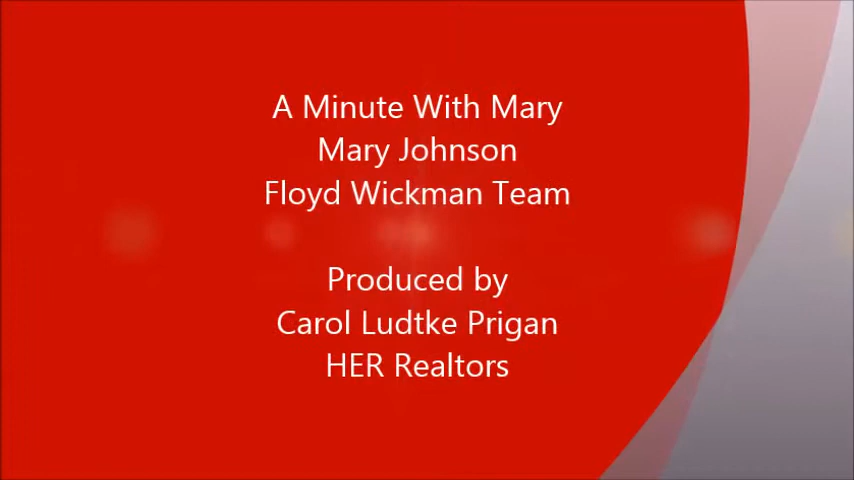 A Minute With Mary
Mary Johnson
Floyd Wickman Team
Produced by
Carol Ludtke Prigan
HER Realtors